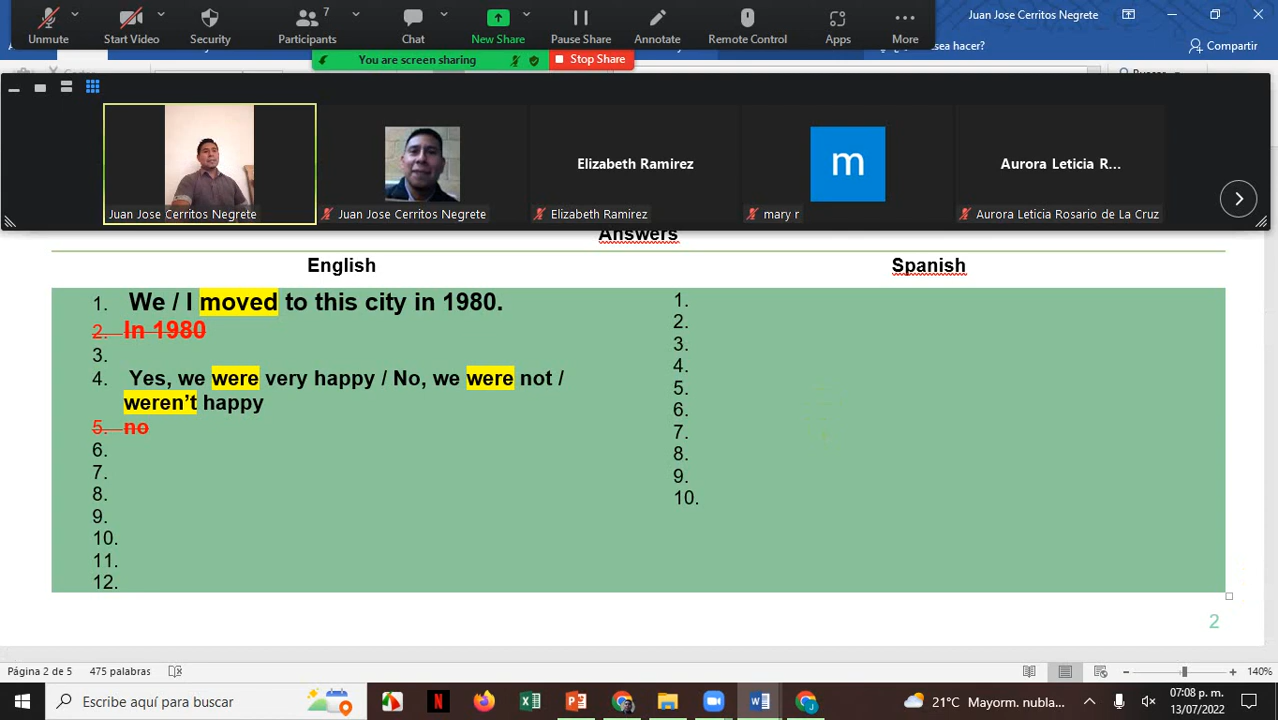 Juan Jose Cerritos Negrete
7
Unmute
Start Video
Security
Participants
Chat
New Share
Pause Share
Annotate
Remote Control
Apps
More
sea hacer?
Compartir
You are screen sharing
Stop Share
Elizabeth Ramirez
m
Aurora Leticia R...
Juan Jose Cerritos Negrete
Juan Jose Cerritos Negrete
Elizabeth Ramirez
mary r
Aurora Leticia Rosario de La Cruz
Answers
English
Spanish
1. We / I moved to this city in 1980.
2. In 1980
3.
4. Yes, we were very happy / No, we were not /
weren't happy
5. no
6.
7.
8.
9.
10.
11.
12.
1.
2.
3.
4.
5.
6.
7.
8.
9.
10.
2
Página 2 de 5
475 palabras
140%
Escribe aquí para buscar
21°C Mayorm. nubla...
07:08 p. m.
13/07/2022